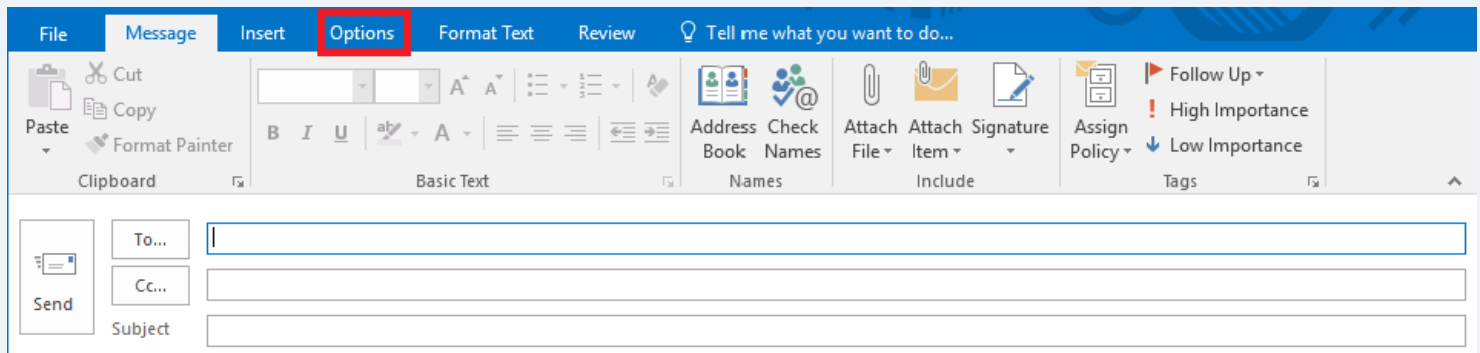 File Message Insert Options Format Text Review Tell me what you want to do...
Paste
Cut
Copy
Format Painter
Clipboard
A A
B I U ab A
Basic Text
Address Book
Check Names
Names
Attach File
Attach Item
Signature
Include
Assign Policy
Follow Up
High Importance
Low Importance
Tags
Send
To...
Cc...
Subject